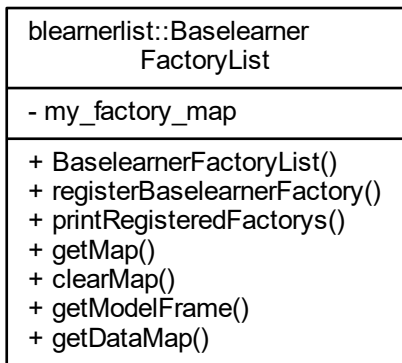 blearnerlist::Baselearner
FactoryList
- my_factory_map
+ BaselearnerFactoryList()
+ registerBaselearnerFactory()
+ printRegisteredFactorys()
+ getMap()
+ clearMap()
+ getModelFrame()
+ getDataMap()